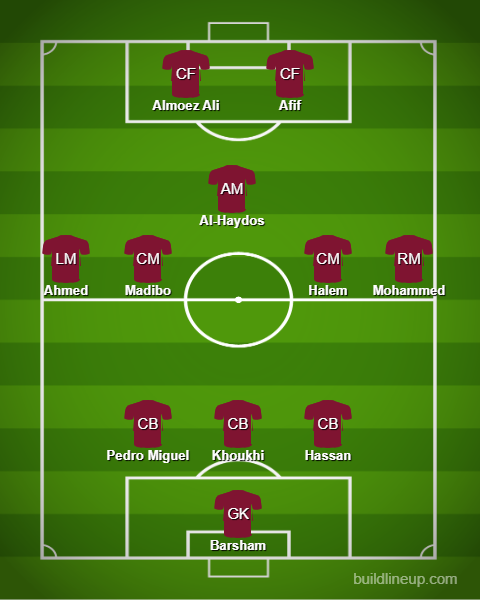 CF CF
Almoez Ali Afif
AM
Al-Haydos
LM CM CM RM
Ahmed Madibo Halem Mohammed
CB CB CB
Pedro Miguel Khoukhi Hassan
GK
Barsham
buildlineup.com